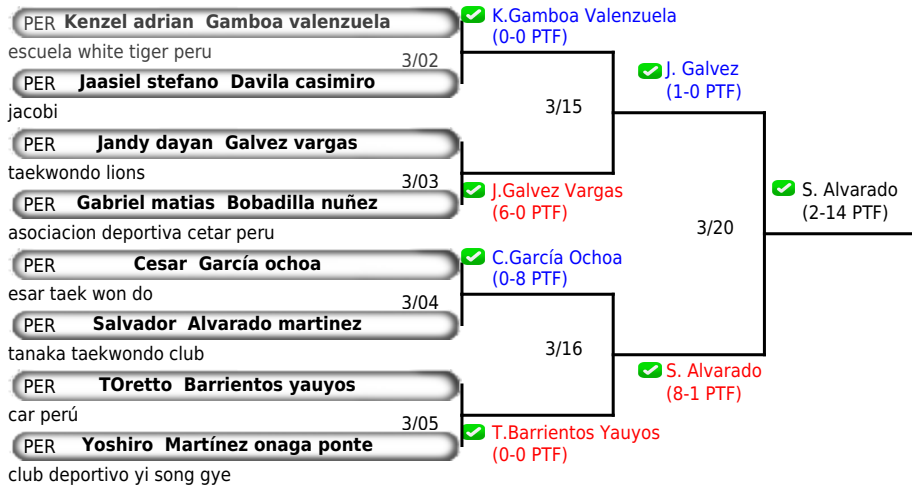 PER Kenzel adrian Gamboa valenzuela
escuela white tiger peru
3/02
PER Jaasiel stefano Davila casimiro
jacobi
PER Jandy dayan Galvez vargas
taekwondo lions
3/03
PER Gabriel matias Bobadilla nuñez
asociacion deportiva cetar peru
PER Cesar García ochoa
esar taek won do
3/04
PER Salvador Alvarado martinez
tanaka taekwondo club
PER TOretto Barrientos yauyos
car perú
3/05
PER Yoshiro Martínez onaga ponte
club deportivo yi song gye
K.Gamboa Valenzuela
(0-0 PTF)
3/15
J.Galvez Vargas
(6-0 PTF)
C.García Ochoa
(0-8 PTF)
3/16
T.Barrientos Yauyos
(0-0 PTF)
J. Galvez
(1-0 PTF)
3/20
S. Alvarado
(8-1 PTF)
S. Alvarado
(2-14 PTF)